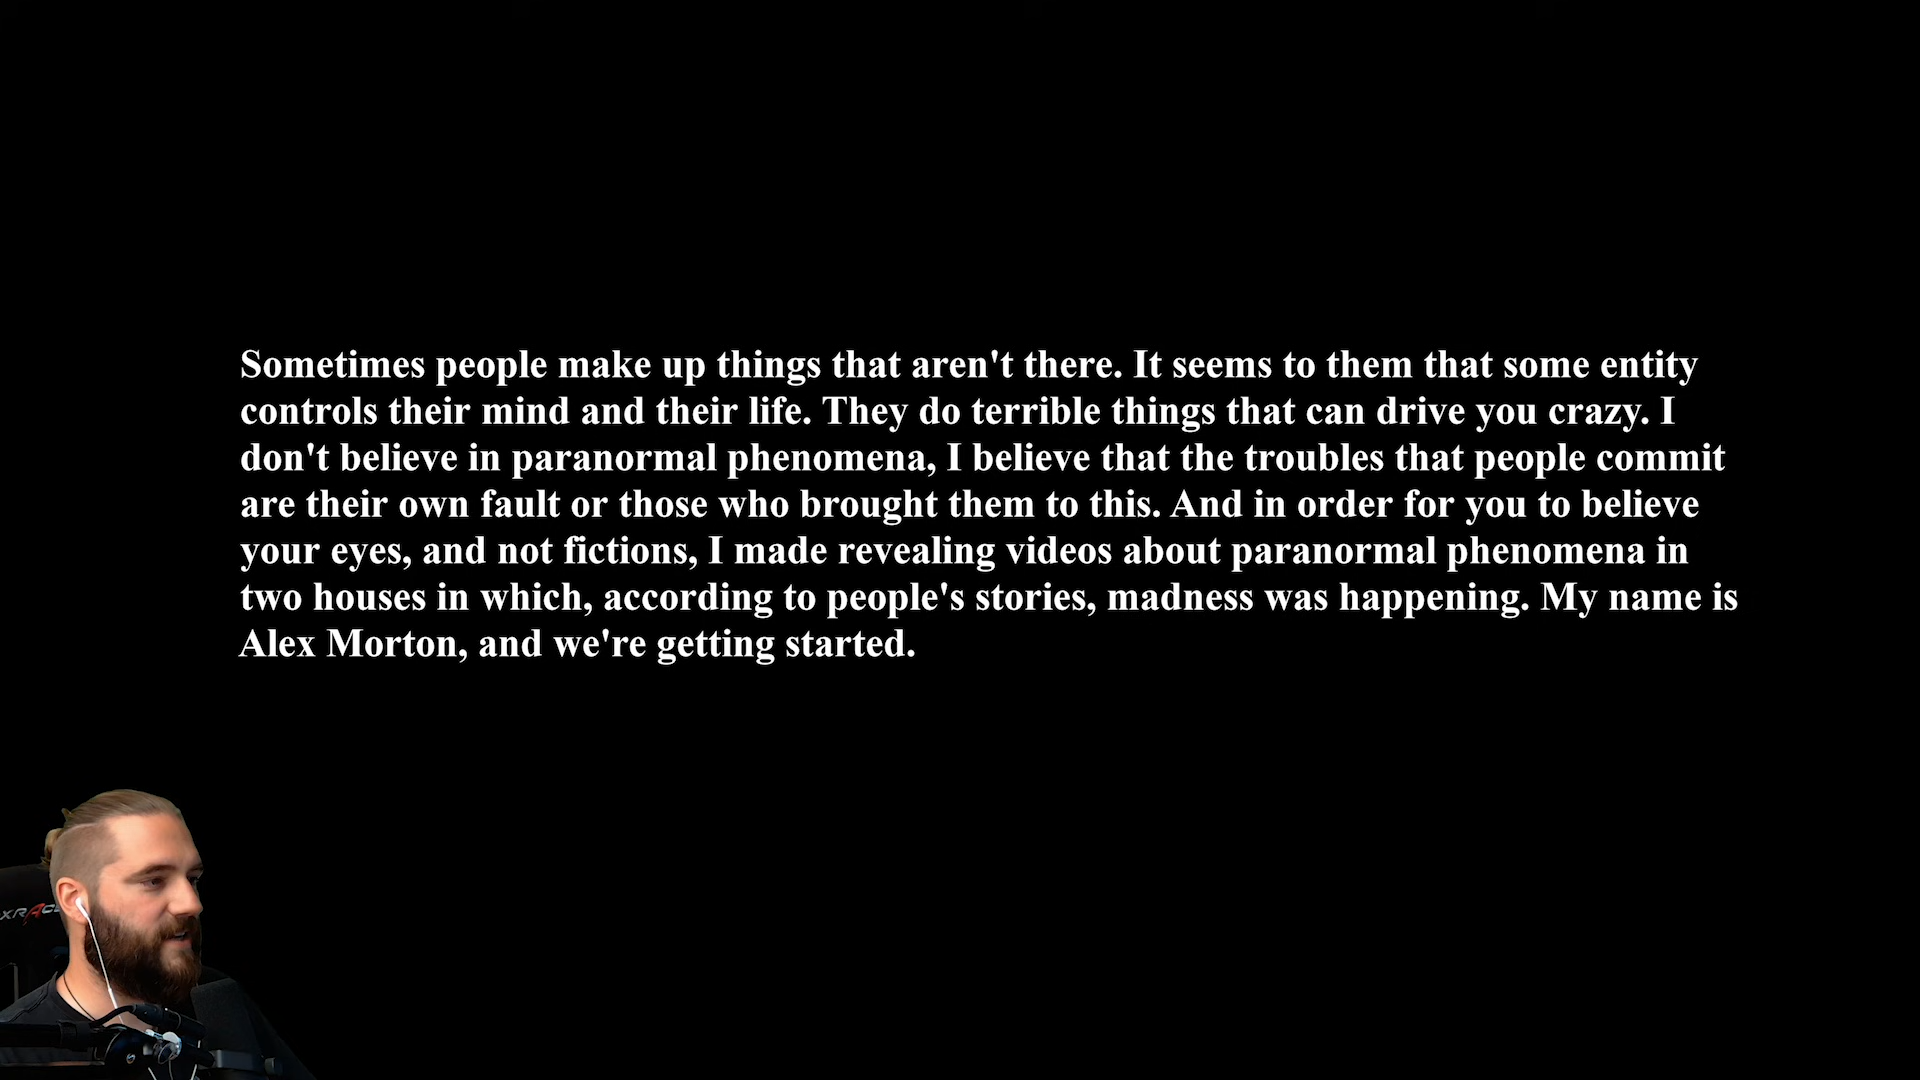 Sometimes people make up things that aren't there. It seems to them that some entity
controls their mind and their life. They do terrible things that can drive you crazy. I
don't believe in paranormal phenomena, I believe that the troubles that people commit
are their own fault or those who brought them to this. And in order for you to believe
your eyes, and not fictions, I made revealing videos about paranormal phenomena in
two houses in which, according to people's stories, madness was happening. My name is
Alex Morton, and we're getting started.